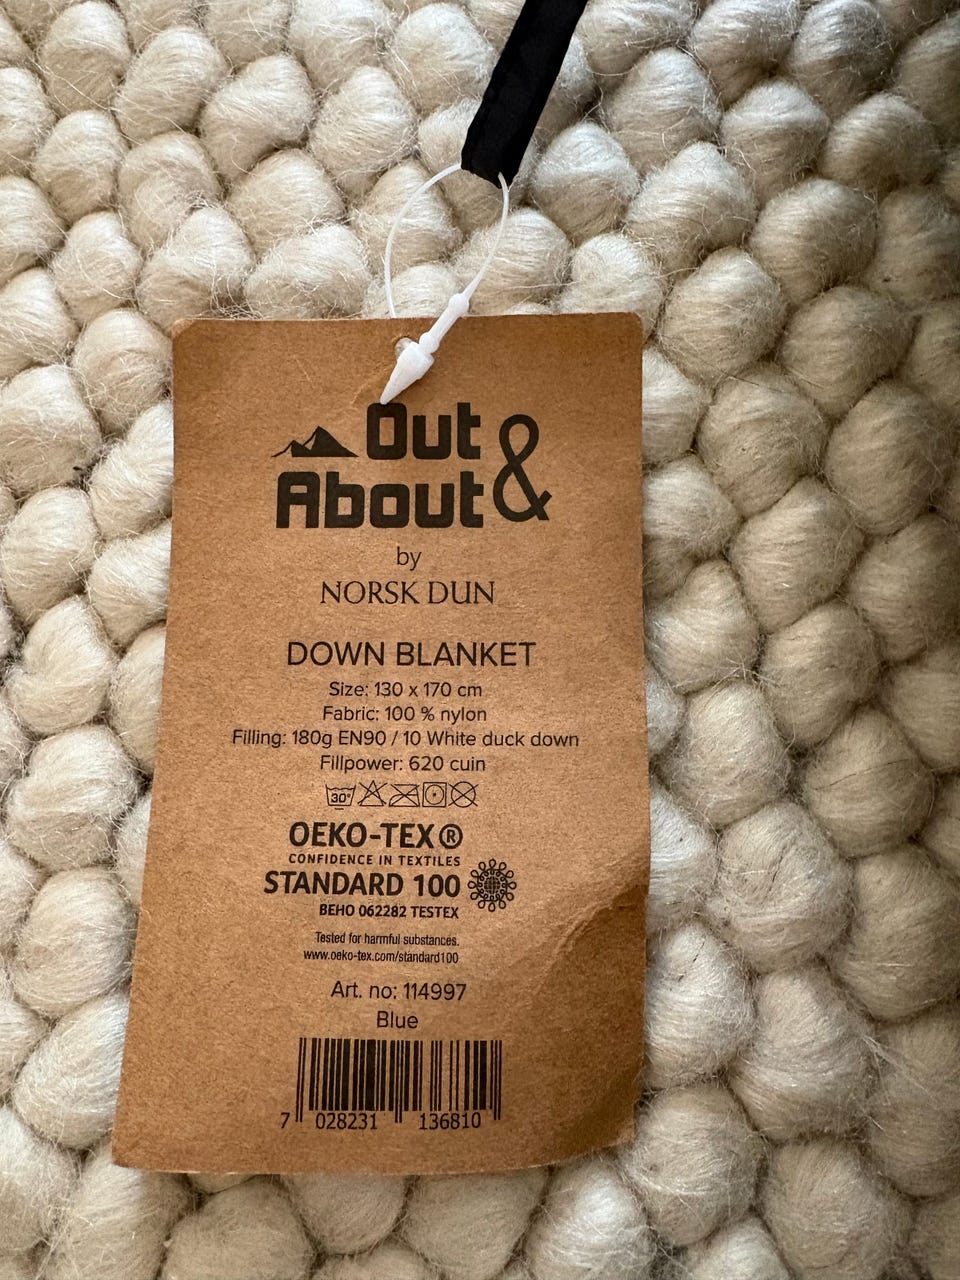 Out &
About
by
NORSK DUN
DOWN BLANKET
Size: 130 x 170 cm
Fabric: 100 % nylon
Filling: 180g EN90 / 10 White duck down
Fillpower: 620 cuin
30°
OEKO-TEX®
CONFIDENCE IN TEXTILES
STANDARD 100
BEHO 062282 TESTEX
Tested for harmful substances.
www.oeko-tex.com/standard100
Art. no: 114997
Blue
7 028231 136810